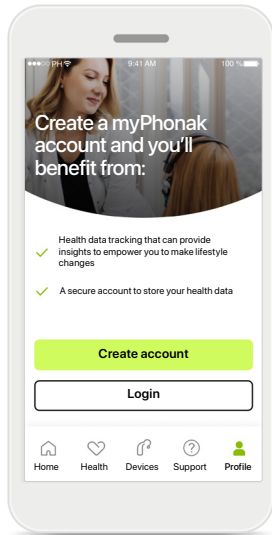 PH 9:41 AM 100 %
Create a myPhonak
account and you'll
benefit from:
Health data tracking that can provide
insights to empower you to make lifestyle
changes
A secure account to store your health data
Create account
Login
Home Health Devices Support Profile